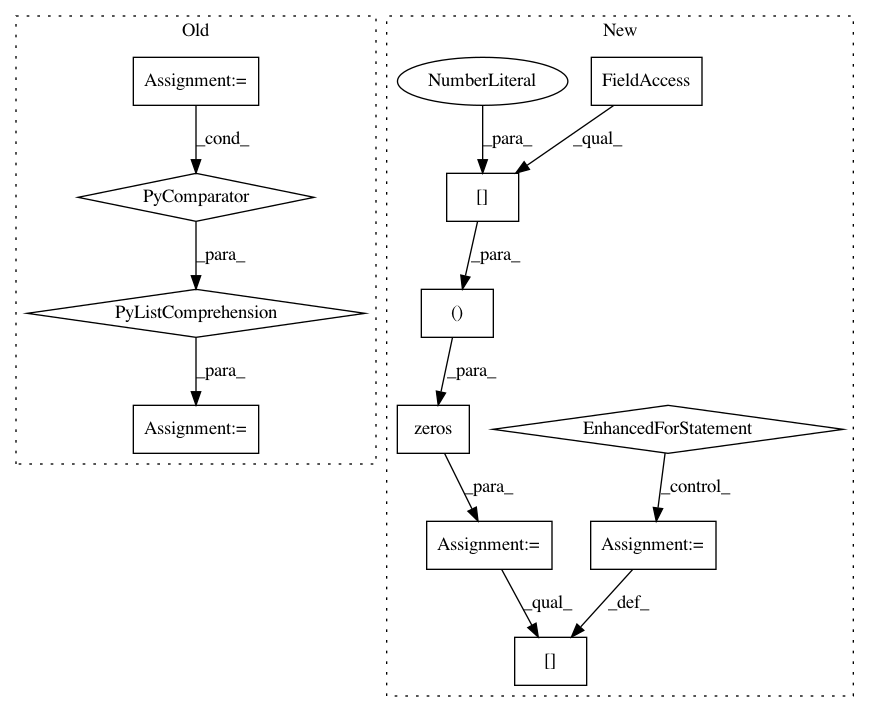 Old
New
Assignment:=
NumberLiteral
FieldAccess
_cond_
_para_
_qual_
PyComparator
[]
_para_
_para_
PyListComprehension
()
_para_
_para_
Assignment:=
zeros
EnhancedForStatement
_para_
_control_
Assignment:=
Assignment:=
_qual_
_def_
[]